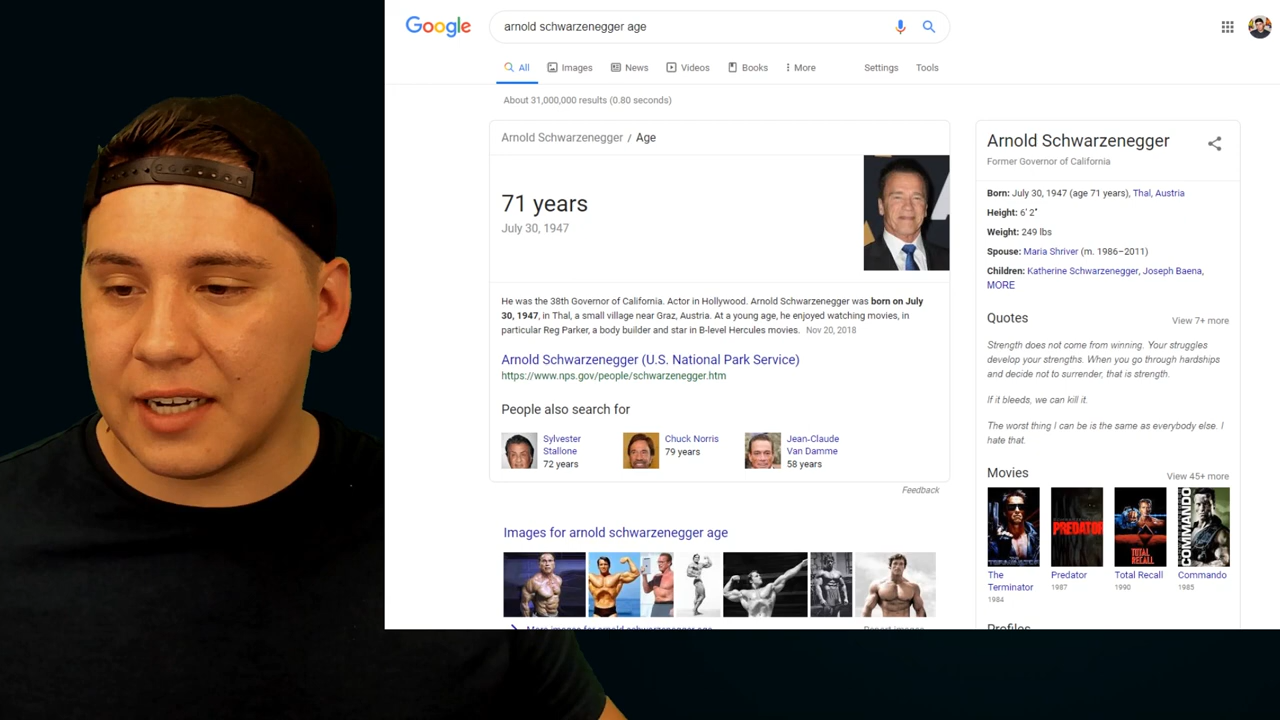 Google
arnold schwarzenegger age
All Images News Videos Books More Settings Tools
About 31,000,000 results (0.80 seconds)
Arnold Schwarzenegger / Age
71 years
July 30, 1947
He was the 38th Governor of California. Actor in Hollywood. Arnold Schwarzenegger was born on July
30, 1947, in Thal, a small village near Graz, Austria. At a young age, he enjoyed watching movies, in
particular Reg Parker, a body builder and star in B-level Hercules movies. Nov 20, 2018
Arnold Schwarzenegger (U.S. National Park Service)
https://www.nps.gov/people/schwarzenegger.htm
People also search for
Sylvester
Stallone
72 years
Chuck Norris
79 years
Jean-Claude
Van Damme
58 years
Feedback
Images for arnold schwarzenegger age
More images for arnold schwarzenegger age Report images
Arnold Schwarzenegger
Former Governor of California
Born: July 30, 1947 (age 71 years), Thal, Austria
Height: 6′ 2″
Weight: 249 lbs
Spouse: Maria Shriver (m. 1986–2011)
Children: Katherine Schwarzenegger, Joseph Baena,
MORE
Quotes View 7+ more
Strength does not come from winning. Your struggles
develop your strengths. When you go through hardships
and decide not to surrender, that is strength.
If it bleeds, we can kill it.
The worst thing I can be is the same as everybody else. I
hate that.
Movies View 45+ more
PREDATOR
TOTAL
RECALL
COMMANDO
The
Terminator
1984
Predator
1987
Total Recall
1990
Commando
1985
Profiles